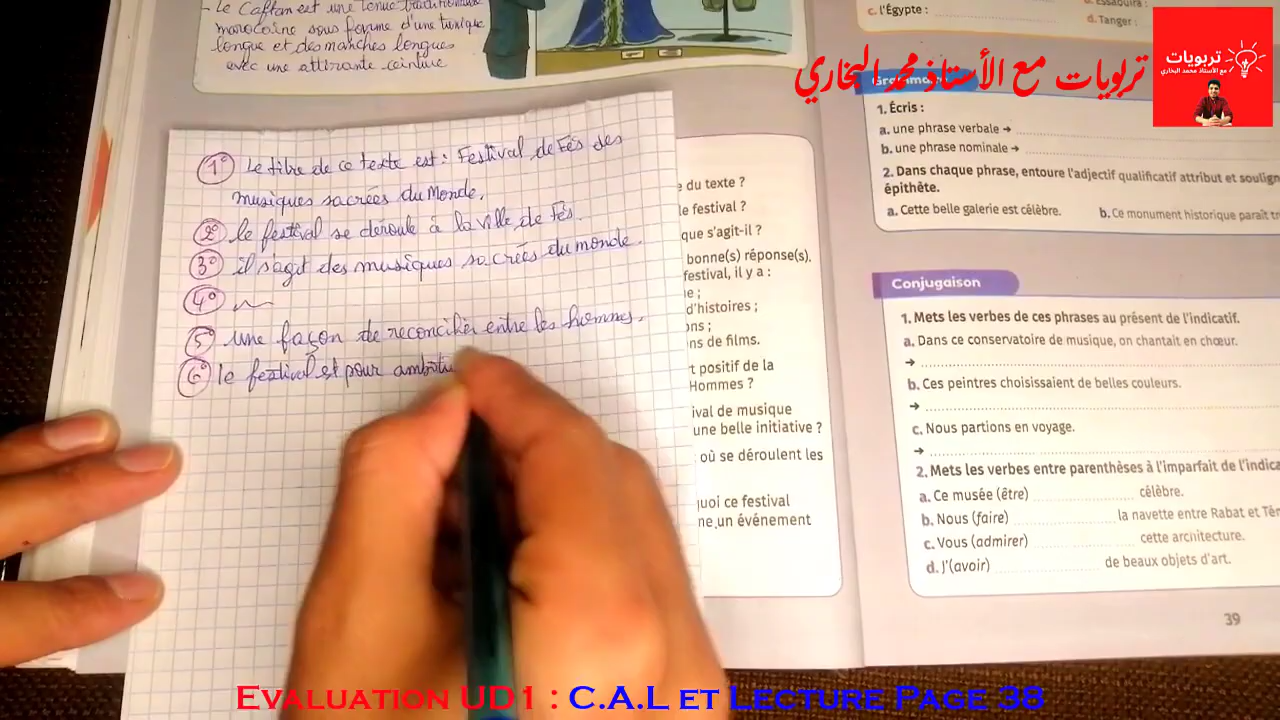 - Le Caftan est une tenue traditionnelle
marocaine sous forme d'une tunique
longue et des manches longues
avec une attirante ceinture
c. l'Égypte :
d. Tanger :
تربويات مع الأستاذ محمد البخاري
تربويات
مع الأستاذ محمد البخاري
1. Écris :
a. une phrase verbale →
b. une phrase nominale →
2. Dans chaque phrase, entoure l'adjectif qualificatif attribut et soulign
épithète.
a. Cette belle galerie est célèbre.
b. Ce monument historique paraît tr
1° Le titre de ce texte est : Festival de Fès des
musiques sacrées du Monde.
2° le festival se déroule à la ville de Fès.
3° il s'agit des musiques sacrées du monde.
4°
5° une façon de reconcilier entre les hommes.
6° le festival est pour ambiti
du texte ?
le festival ?
que s'agit-il ?
bonne(s) réponse(s).
festival, il y a :
d'histoires ;
ns de films.
t positif de la
Hommes ?
ival de musique
une belle initiative ?
où se déroulent les
quoi ce festival
ne un événement
Conjugaison
1. Mets les verbes de ces phrases au présent de l'indicatif.
a. Dans ce conservatoire de musique, on chantait en chœur.
→
b. Ces peintres choisissaient de belles couleurs.
→
c. Nous partions en voyage.
→
2. Mets les verbes entre parenthèses à l'imparfait de l'indica
a. Ce musée (être) célèbre.
b. Nous (faire) la navette entre Rabat et Tém
c. Vous (admirer) cette architecture.
d. J'(avoir) de beaux objets d'art.
39
EVALUATION UD1 : C.A.L ET LECTURE PAGE 38